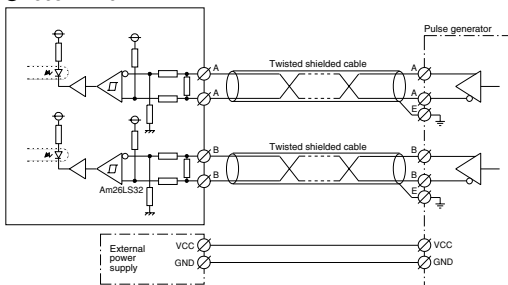 Pulse generator
Twisted shielded cable
A
A
A
A
E
Twisted shielded cable
B
B
B
B
E
Am26LS32
External
power
supply
VCC
VCC
GND
GND